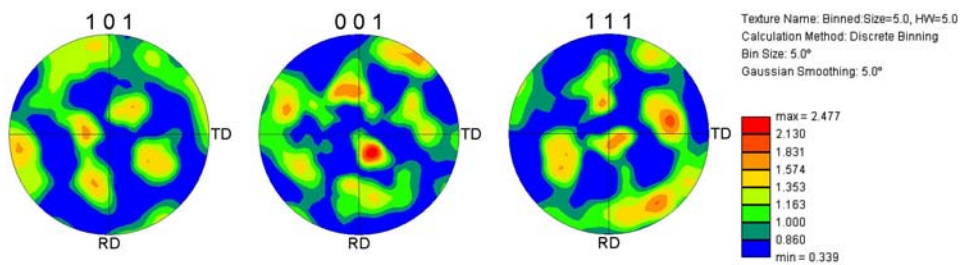 1 0 1
0 0 1
1 1 1
Texture Name: Binned:Size=5.0, HW=5.0
Calculation Method: Discrete Binning
Bin Size: 5.0°
Gaussian Smoothing: 5.0°
TD
TD
TD
RD
RD
RD
max = 2.477
2.130
1.831
1.574
1.353
1.163
1.000
0.860
min = 0.339